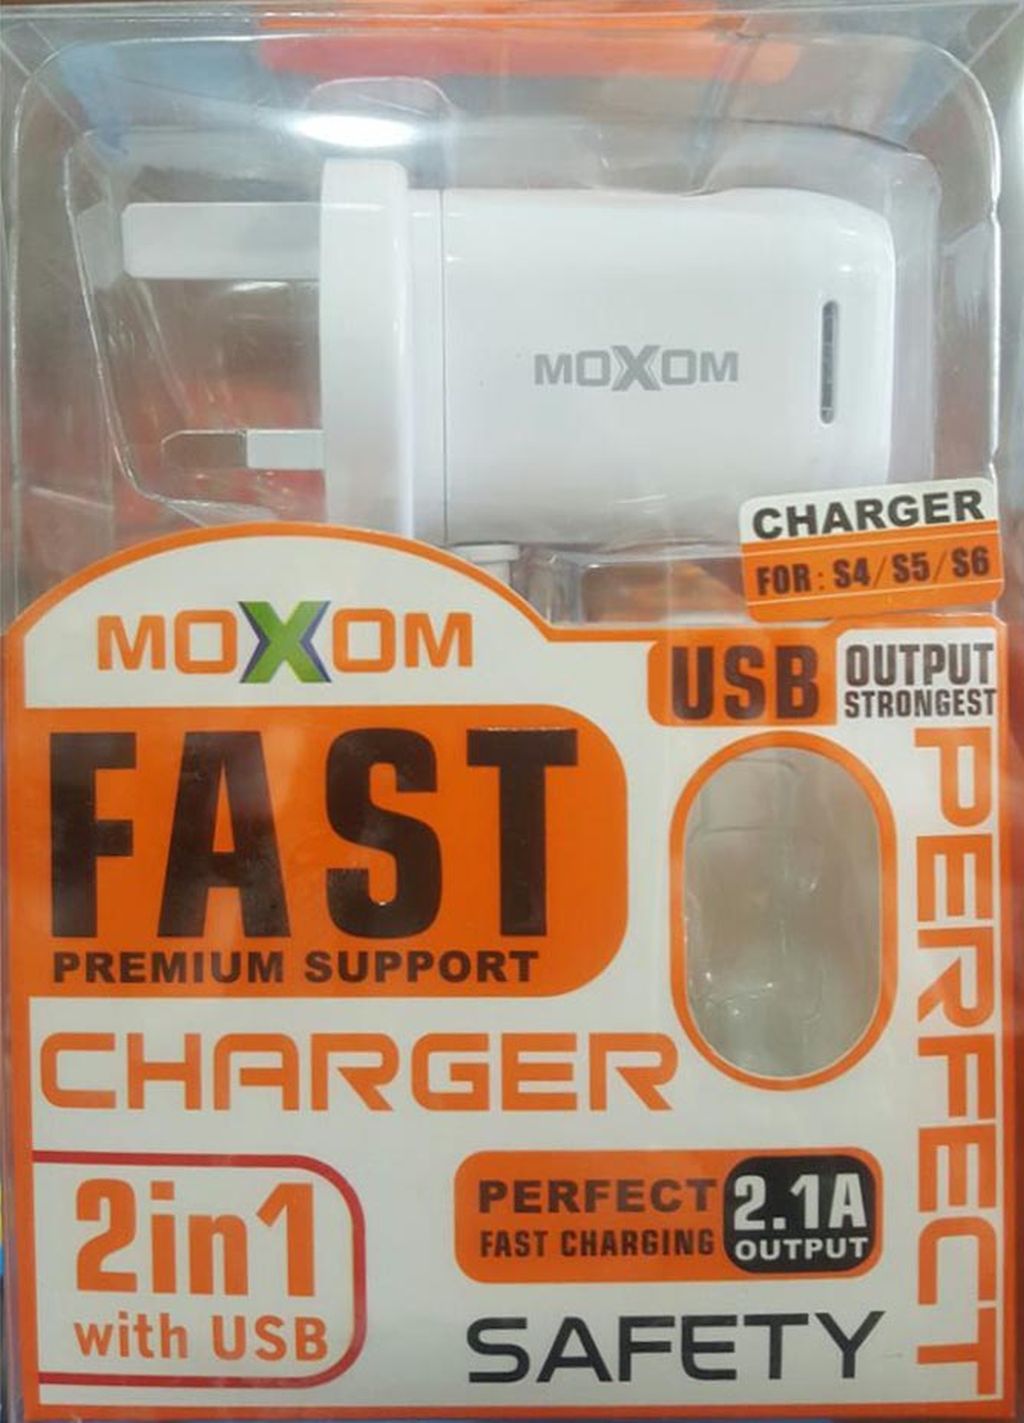 MOXOM
CHARGER
FOR: S4/S5/S6
MOXOM
USB
OUTPUT
STRONGEST
FAST
PREMIUM SUPPORT
CHARGER
PERFECT
2in1
with USB
PERFECT
FAST CHARGING
2.1A
OUTPUT
SAFETY